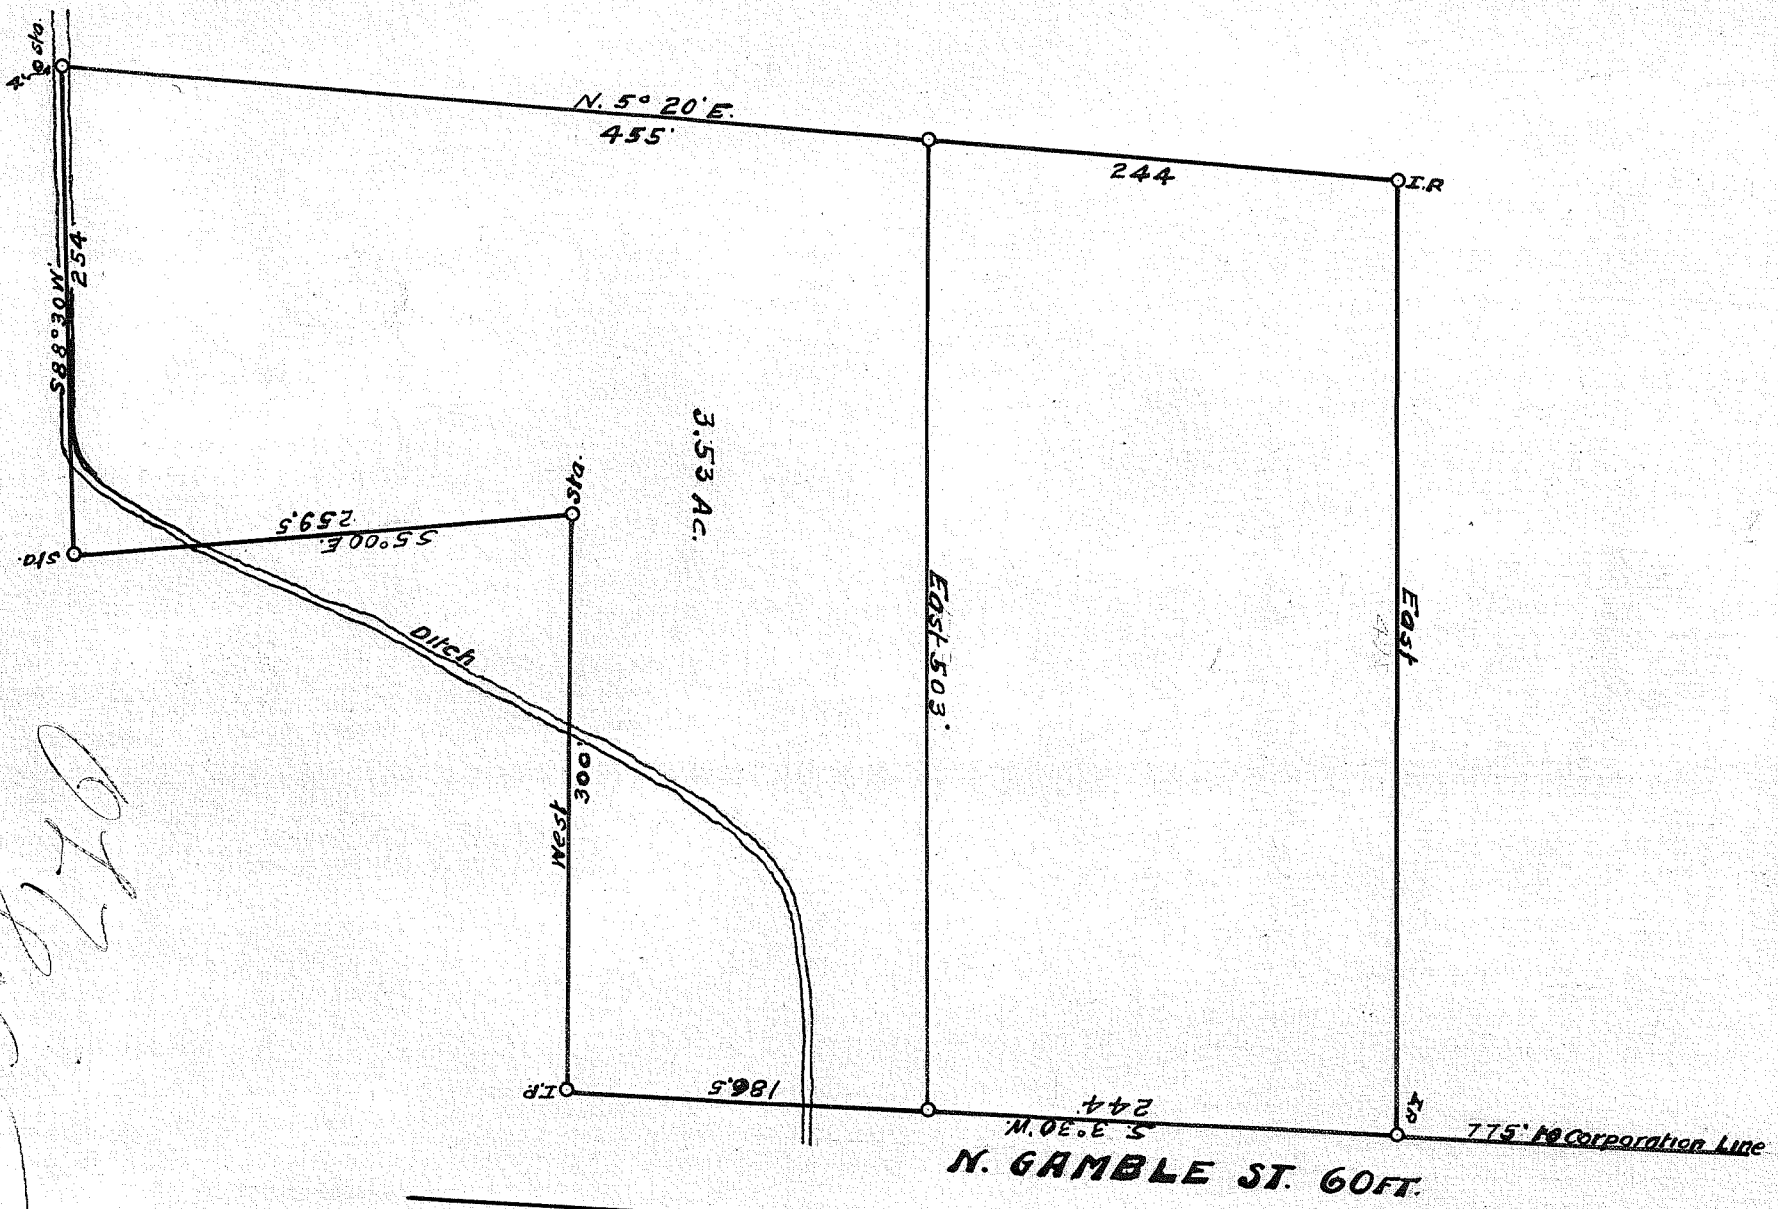 Sta.
N. 5° 20' E.
455'
244
I.R
S88°30'W.
254
3.53 Ac.
Sta.
259.5
S5°00'E.
Sta.
Ditch
East 503'
East
300'
West
I.P.
186.5
244
S. 3°30'W.
I.P.
775' to Corporation Line
N. GAMBLE ST. 60FT.